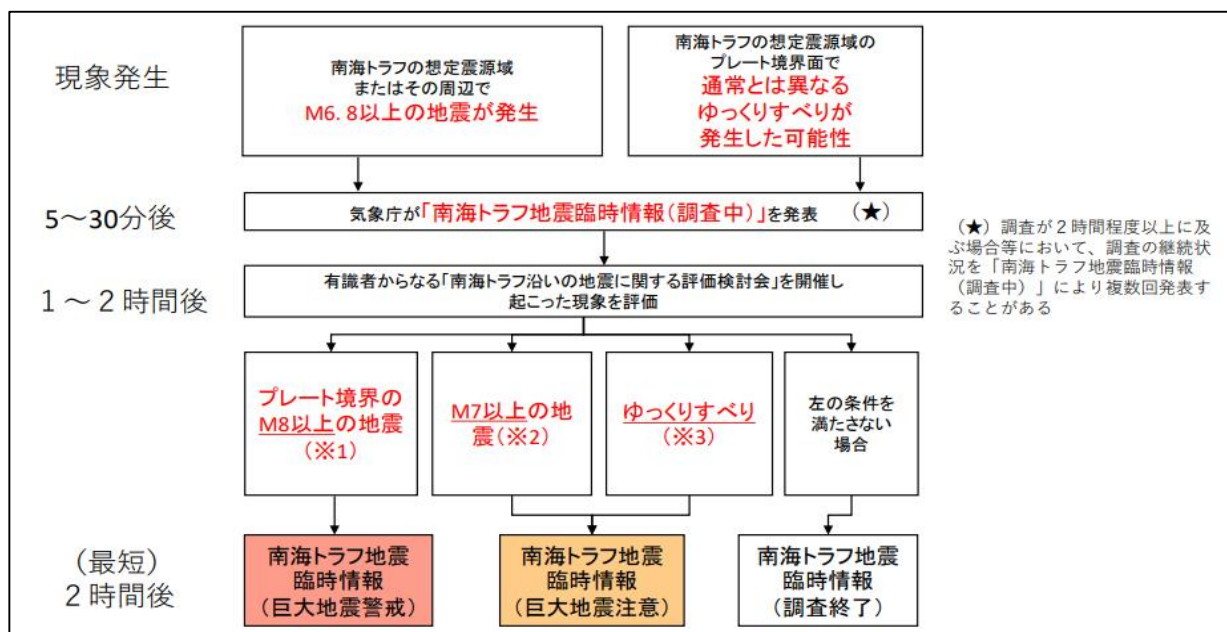 現象発生
南海トラフの想定震源域
またはその周辺で
M6. 8以上の地震が発生
南海トラフの想定震源域の
プレート境界面で
通常とは異なる
ゆっくりすべりが
発生した可能性
5～30分後
気象庁が「南海トラフ地震臨時情報(調査中)」を発表 (★)
(★)調査が２時間程度以上に及
ぶ場合等において、調査の継続状
況を「南海トラフ地震臨時情報
(調査中)」により複数回発表す
ることがある
１～２時間後
有識者からなる「南海トラフ沿いの地震に関する評価検討会」を開催し
起こった現象を評価
プレート境界の
M8以上の地震
(※1)
M7以上の地
震(※2)
ゆっくりすべり
(※3)
左の条件を
満たさない
場合
(最短)
２時間後
南海トラフ地震
臨時情報
(巨大地震警戒)
南海トラフ地震
臨時情報
(巨大地震注意)
南海トラフ地震
臨時情報
(調査終了)